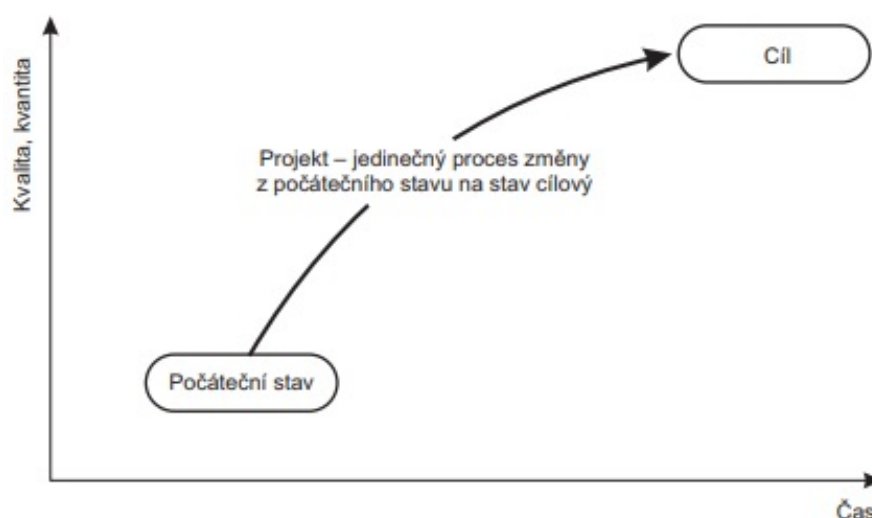 Kvalita, kvantita
Cíl
Projekt – jedinečný proces změny
z počátečního stavu na stav cílový
Počáteční stav
Čas